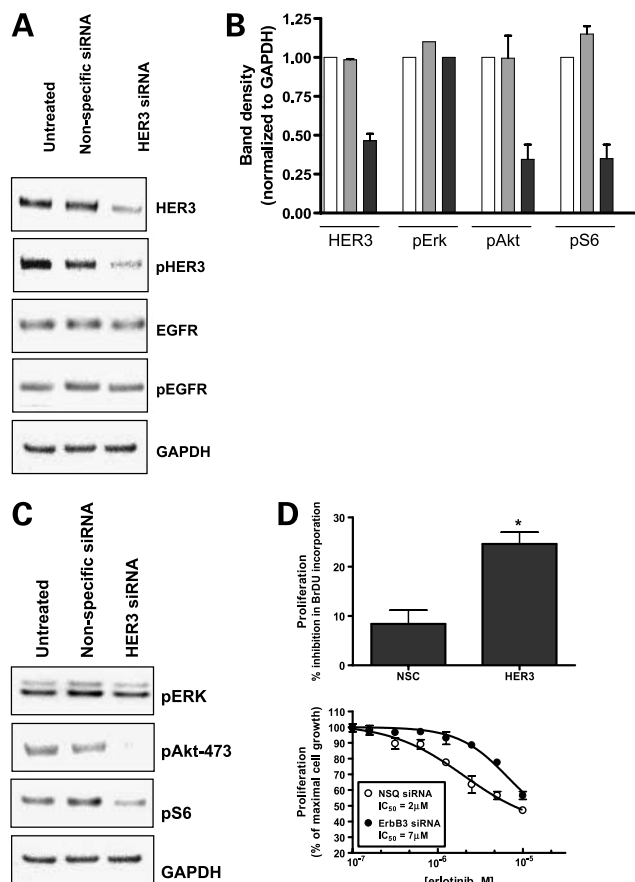 A
Untreated
Non-specific siRNA
HER3 siRNA
HER3
pHER3
EGFR
pEGFR
GAPDH
B
Band density
(normalized to GAPDH)
1.25
1.00
0.75
0.50
0.25
0.00
HER3 pErk pAkt pS6
C
Untreated
Non-specific siRNA
HER3 siRNA
pERK
pAkt-473
pS6
GAPDH
D
Proliferation
% inhibition in BrDU incorporation
30
20
10
0
*
NSC HER3
Proliferation
(% of maximal cell growth)
110
100
90
80
70
60
50
40
30
20
NSQ siRNA
IC50 = 2μM
ErbB3 siRNA
IC50 = 7μM
10-7 10-6 10-5
[erlotinib, M]